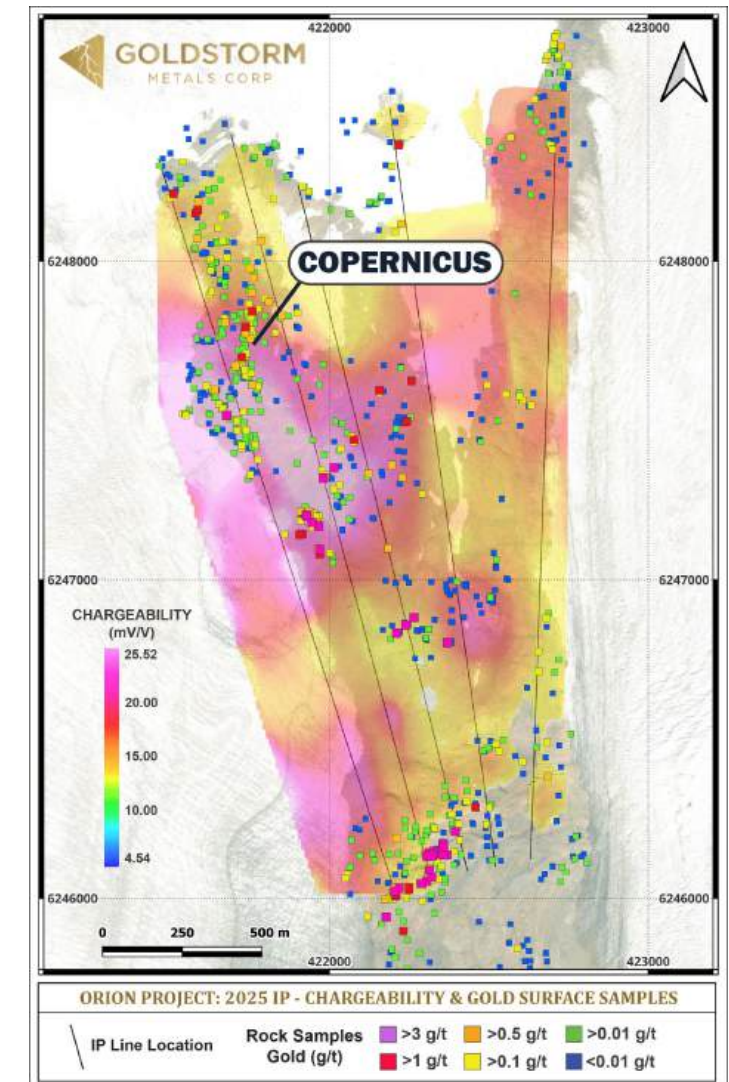 422000 423000
GOLDSTORM
METALS CORP
6248000 6248000
COPERNICUS
6247000 6247000
CHARGEABILITY
(mV/V)
25.52
20.00
15.00
10.00
4.54
6246000 6246000
0 250 500 m
422000 423000
ORION PROJECT: 2025 IP - CHARGEABILITY & GOLD SURFACE SAMPLES
IP Line Location
Rock Samples
Gold (g/t)
>3 g/t >0.5 g/t >0.01 g/t
>1 g/t >0.1 g/t <0.01 g/t